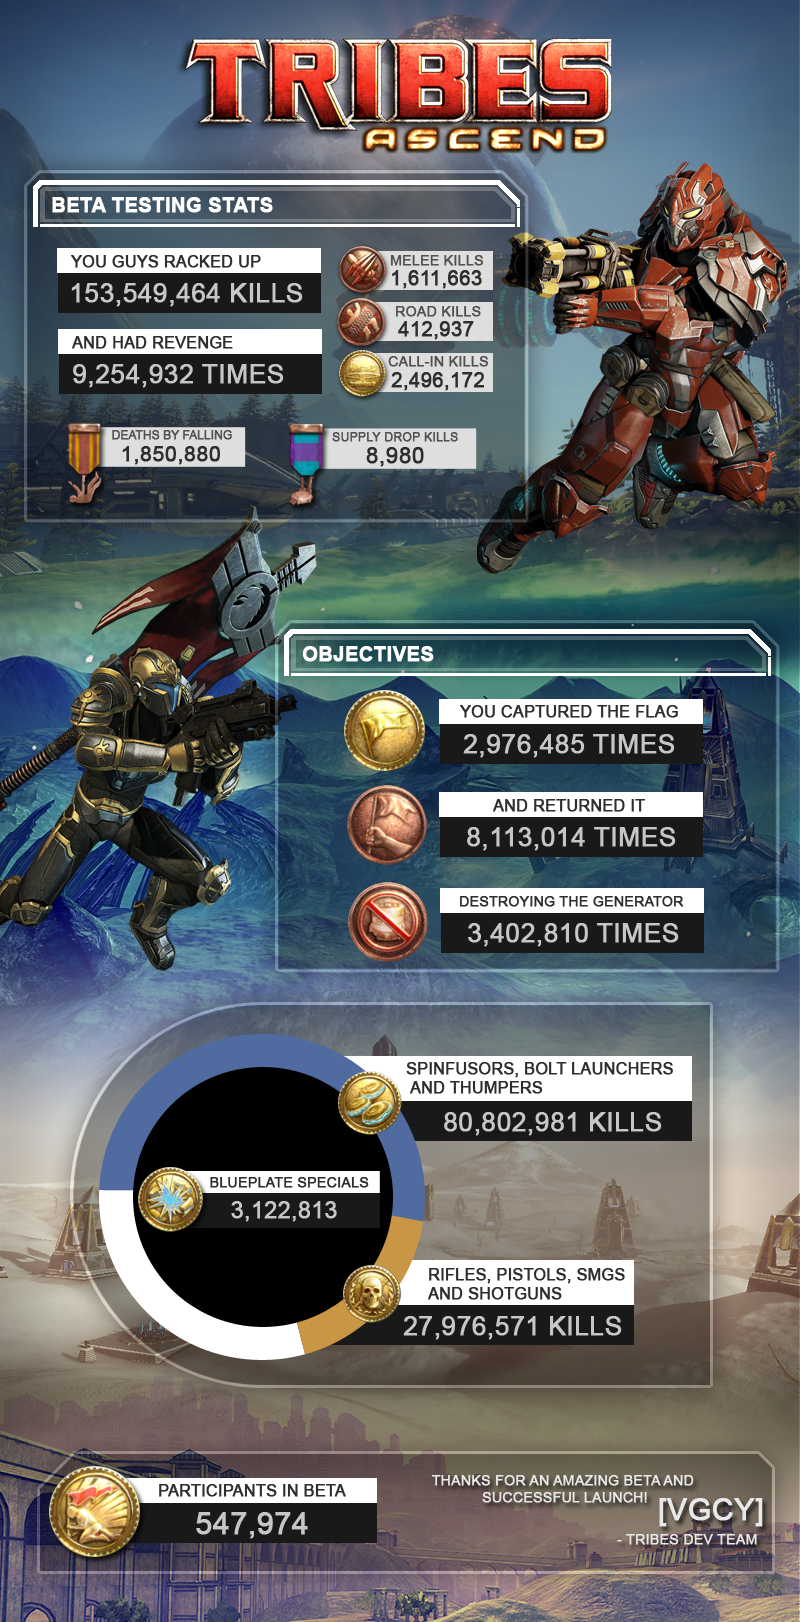 TRIBES
ASCEND
BETA TESTING STATS
YOU GUYS RACKED UP
153,549,464 KILLS
AND HAD REVENGE
9,254,932 TIMES
MELEE KILLS
1,611,663
ROAD KILLS
412,937
CALL-IN KILLS
2,496,172
DEATHS BY FALLING
1,850,880
SUPPLY DROP KILLS
8,980
OBJECTIVES
YOU CAPTURED THE FLAG
2,976,485 TIMES
AND RETURNED IT
8,113,014 TIMES
DESTROYING THE GENERATOR
3,402,810 TIMES
SPINFUSORS, BOLT LAUNCHERS
AND THUMPERS
80,802,981 KILLS
BLUEPLATE SPECIALS
3,122,813
RIFLES, PISTOLS, SMGS
AND SHOTGUNS
27,976,571 KILLS
PARTICIPANTS IN BETA
547,974
THANKS FOR AN AMAZING BETA AND
SUCCESSFUL LAUNCH!
[VGCY]
- TRIBES DEV TEAM